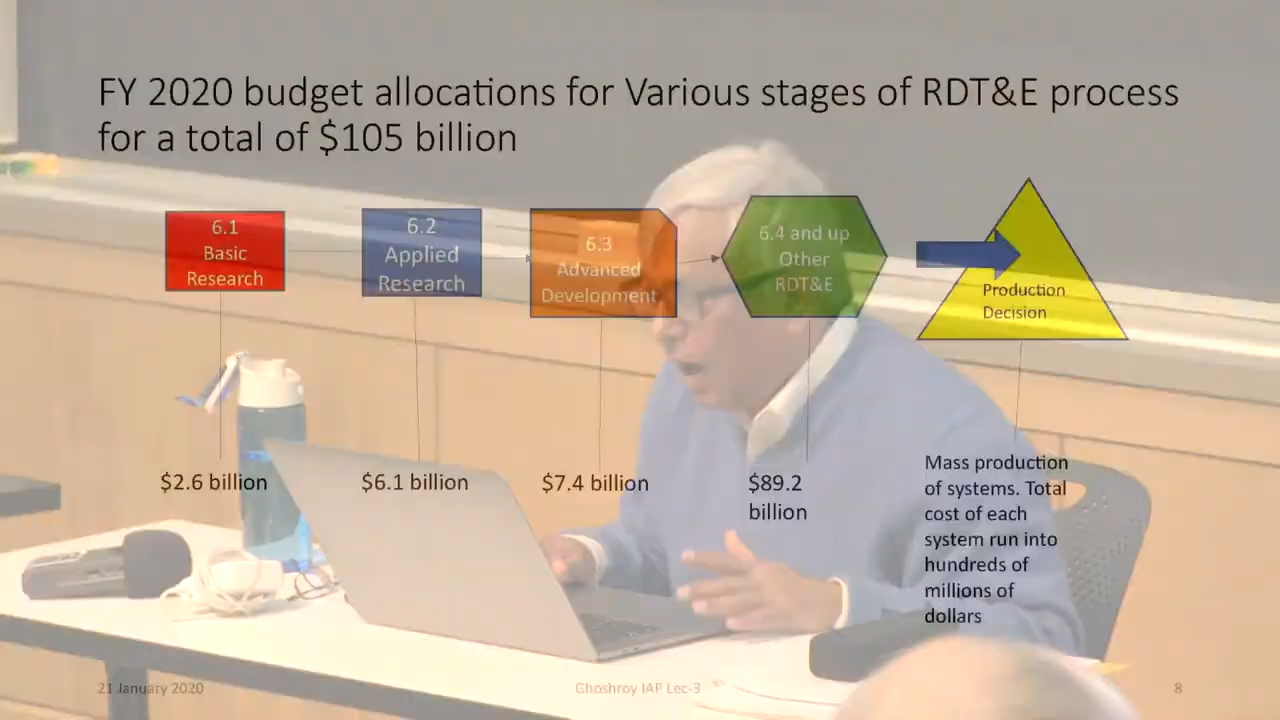 FY 2020 budget allocations for Various stages of RDT&E process
for a total of $105 billion
6.1
Basic
Research
6.2
Applied
Research
6.3
Advanced
Development
6.4 and up
Other
RDT&E
Production
Decision
$2.6 billion
$6.1 billion
$7.4 billion
$89.2
billion
Mass production
of systems. Total
cost of each
system run into
hundreds of
millions of
dollars
21 January 2020
Ghoshroy IAP Lec-3
8